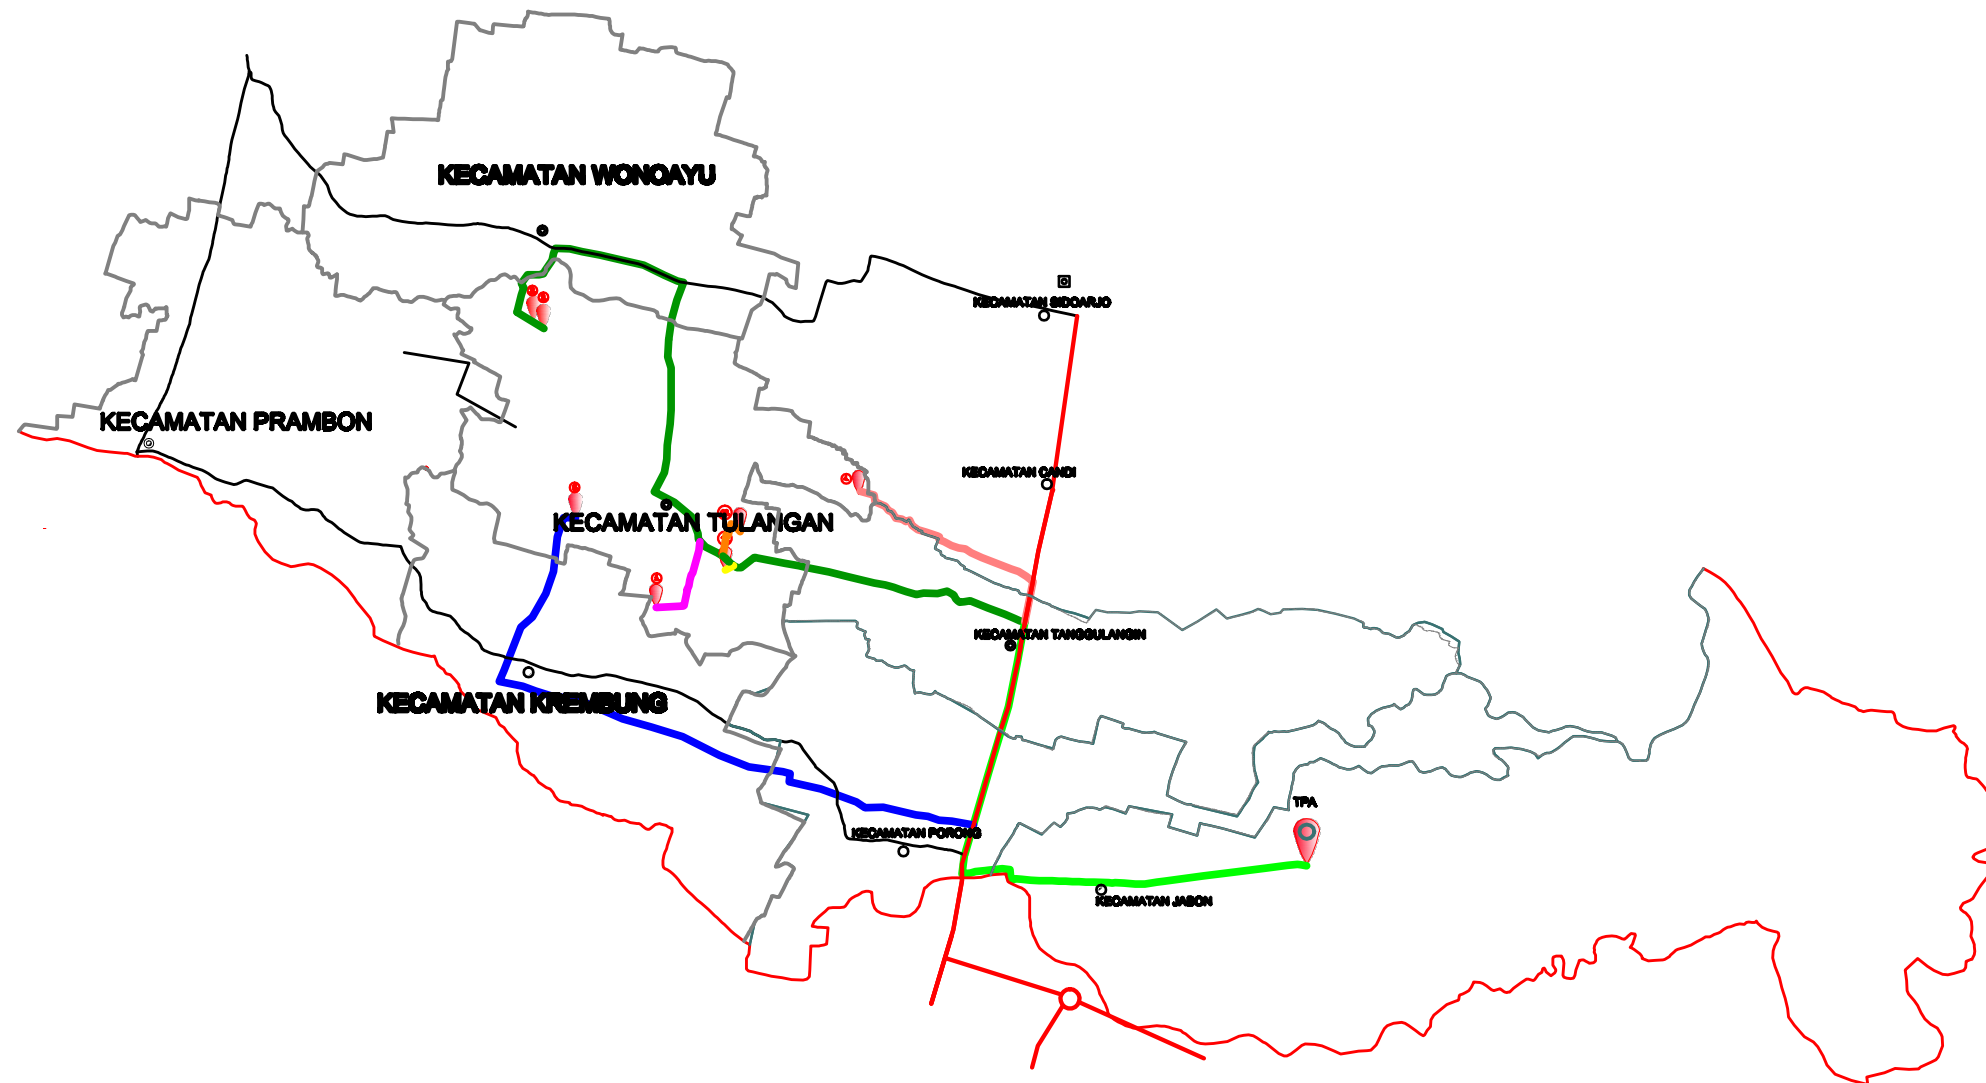 KECAMATAN WONOAYU
KECAMATAN SIDOARJO
KECAMATAN PRAMBON
KECAMATAN CANDI
KECAMATAN TULANGAN
KECAMATAN TANGGULANGIN
KECAMATAN KREMBUNG
TPA
KECAMATAN PORONG
KECAMATAN JABON